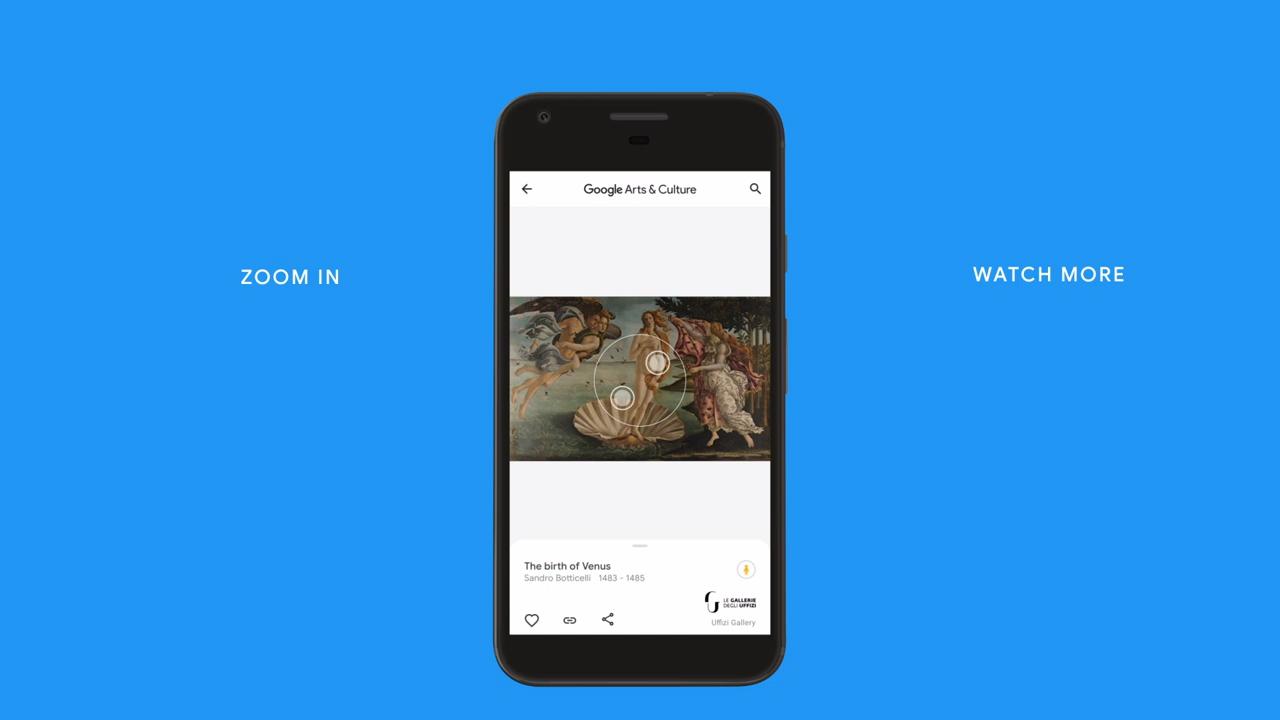 Google Arts & Culture
ZOOM IN
WATCH MORE
The birth of Venus
Sandro Botticelli 1483 - 1485
LE GALLERIE
DEGLI UFFIZI
Uffizi Gallery